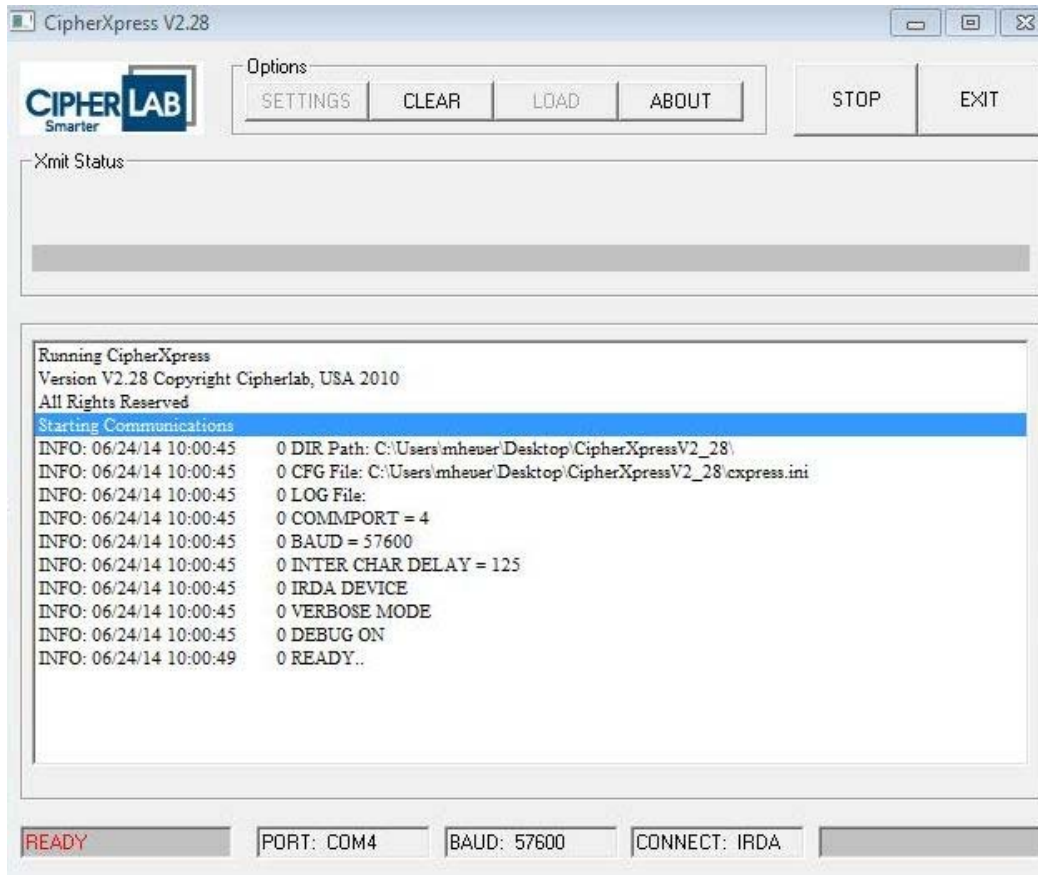 CipherXpress V2.28
CIPHERLAB
Smarter
Options
SETTINGS CLEAR LOAD ABOUT
STOP EXIT
Xmit Status
Running CipherXpress
Version V2.28 Copyright Cipherlab, USA 2010
All Rights Reserved
Starting Communications
INFO: 06/24/14 10:00:45 0 DIR Path: C:\Users\mheuer\Desktop\CipherXpressV2_28\
INFO: 06/24/14 10:00:45 0 CFG File: C:\Users\mheuer\Desktop\CipherXpressV2_28\cxpress.ini
INFO: 06/24/14 10:00:45 0 LOG File:
INFO: 06/24/14 10:00:45 0 COMMPORT = 4
INFO: 06/24/14 10:00:45 0 BAUD = 57600
INFO: 06/24/14 10:00:45 0 INTER CHAR DELAY = 125
INFO: 06/24/14 10:00:45 0 IRDA DEVICE
INFO: 06/24/14 10:00:45 0 VERBOSE MODE
INFO: 06/24/14 10:00:45 0 DEBUG ON
INFO: 06/24/14 10:00:49 0 READY..
READY PORT: COM4 BAUD: 57600 CONNECT: IRDA